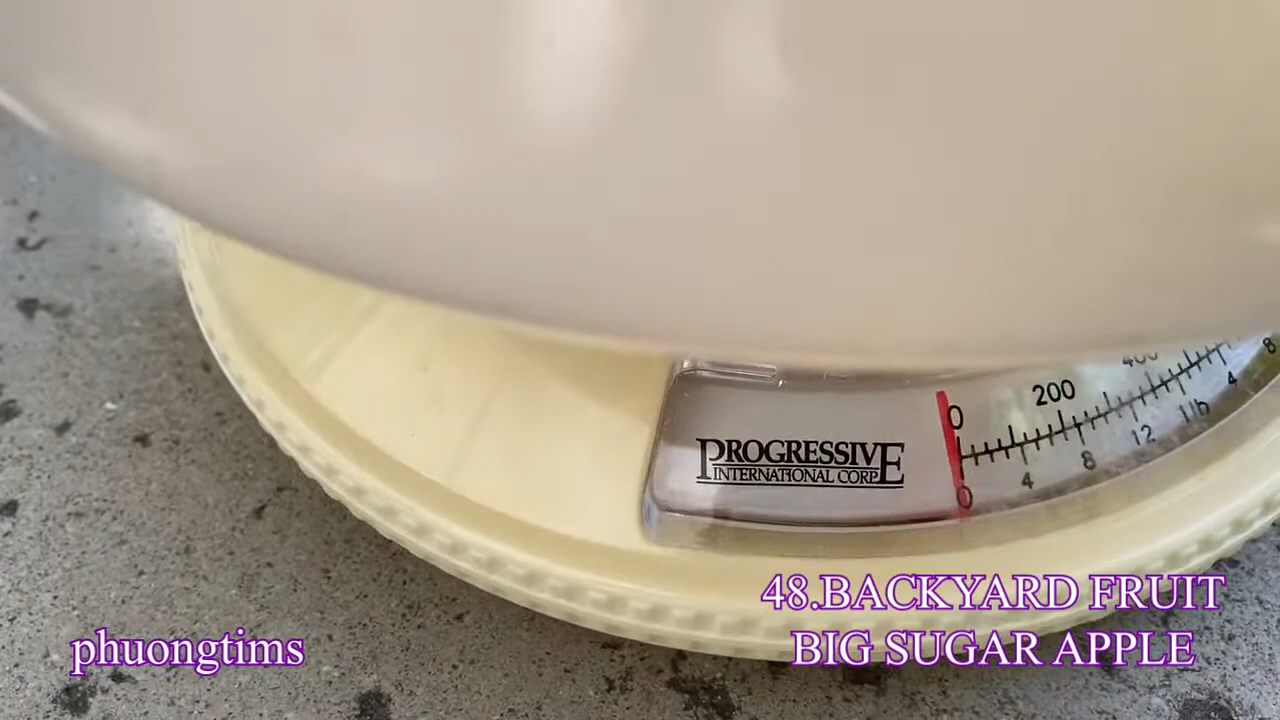 400
8
200
0
4
1lb
12
8
4
0
PROGRESSIVE
INTERNATIONAL CORP
48.BACKYARD FRUIT
BIG SUGAR APPLE
phuongtims